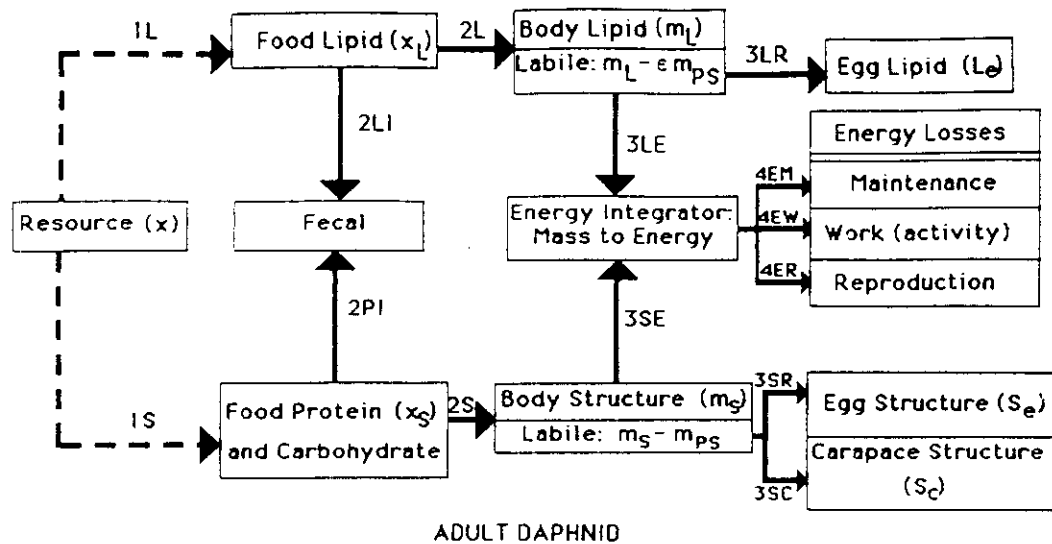 1L
Food Lipid (x_L)
2L
Body Lipid (m_L)
Labile: m_L - ε m_PS
3LR
Egg Lipid (L_e)
2LI
3LE
Energy Losses
Resource (x)
Fecal
Energy Integrator:
Mass to Energy
4EM
Maintenance
4EW
Work (activity)
4ER
Reproduction
2PI
3SE
1S
Food Protein (x_S)
and Carbohydrate
2S
Body Structure (m_S)
Labile: m_S - m_PS
3SR
Egg Structure (S_e)
3SC
Carapace Structure
(S_c)
ADULT DAPHNID